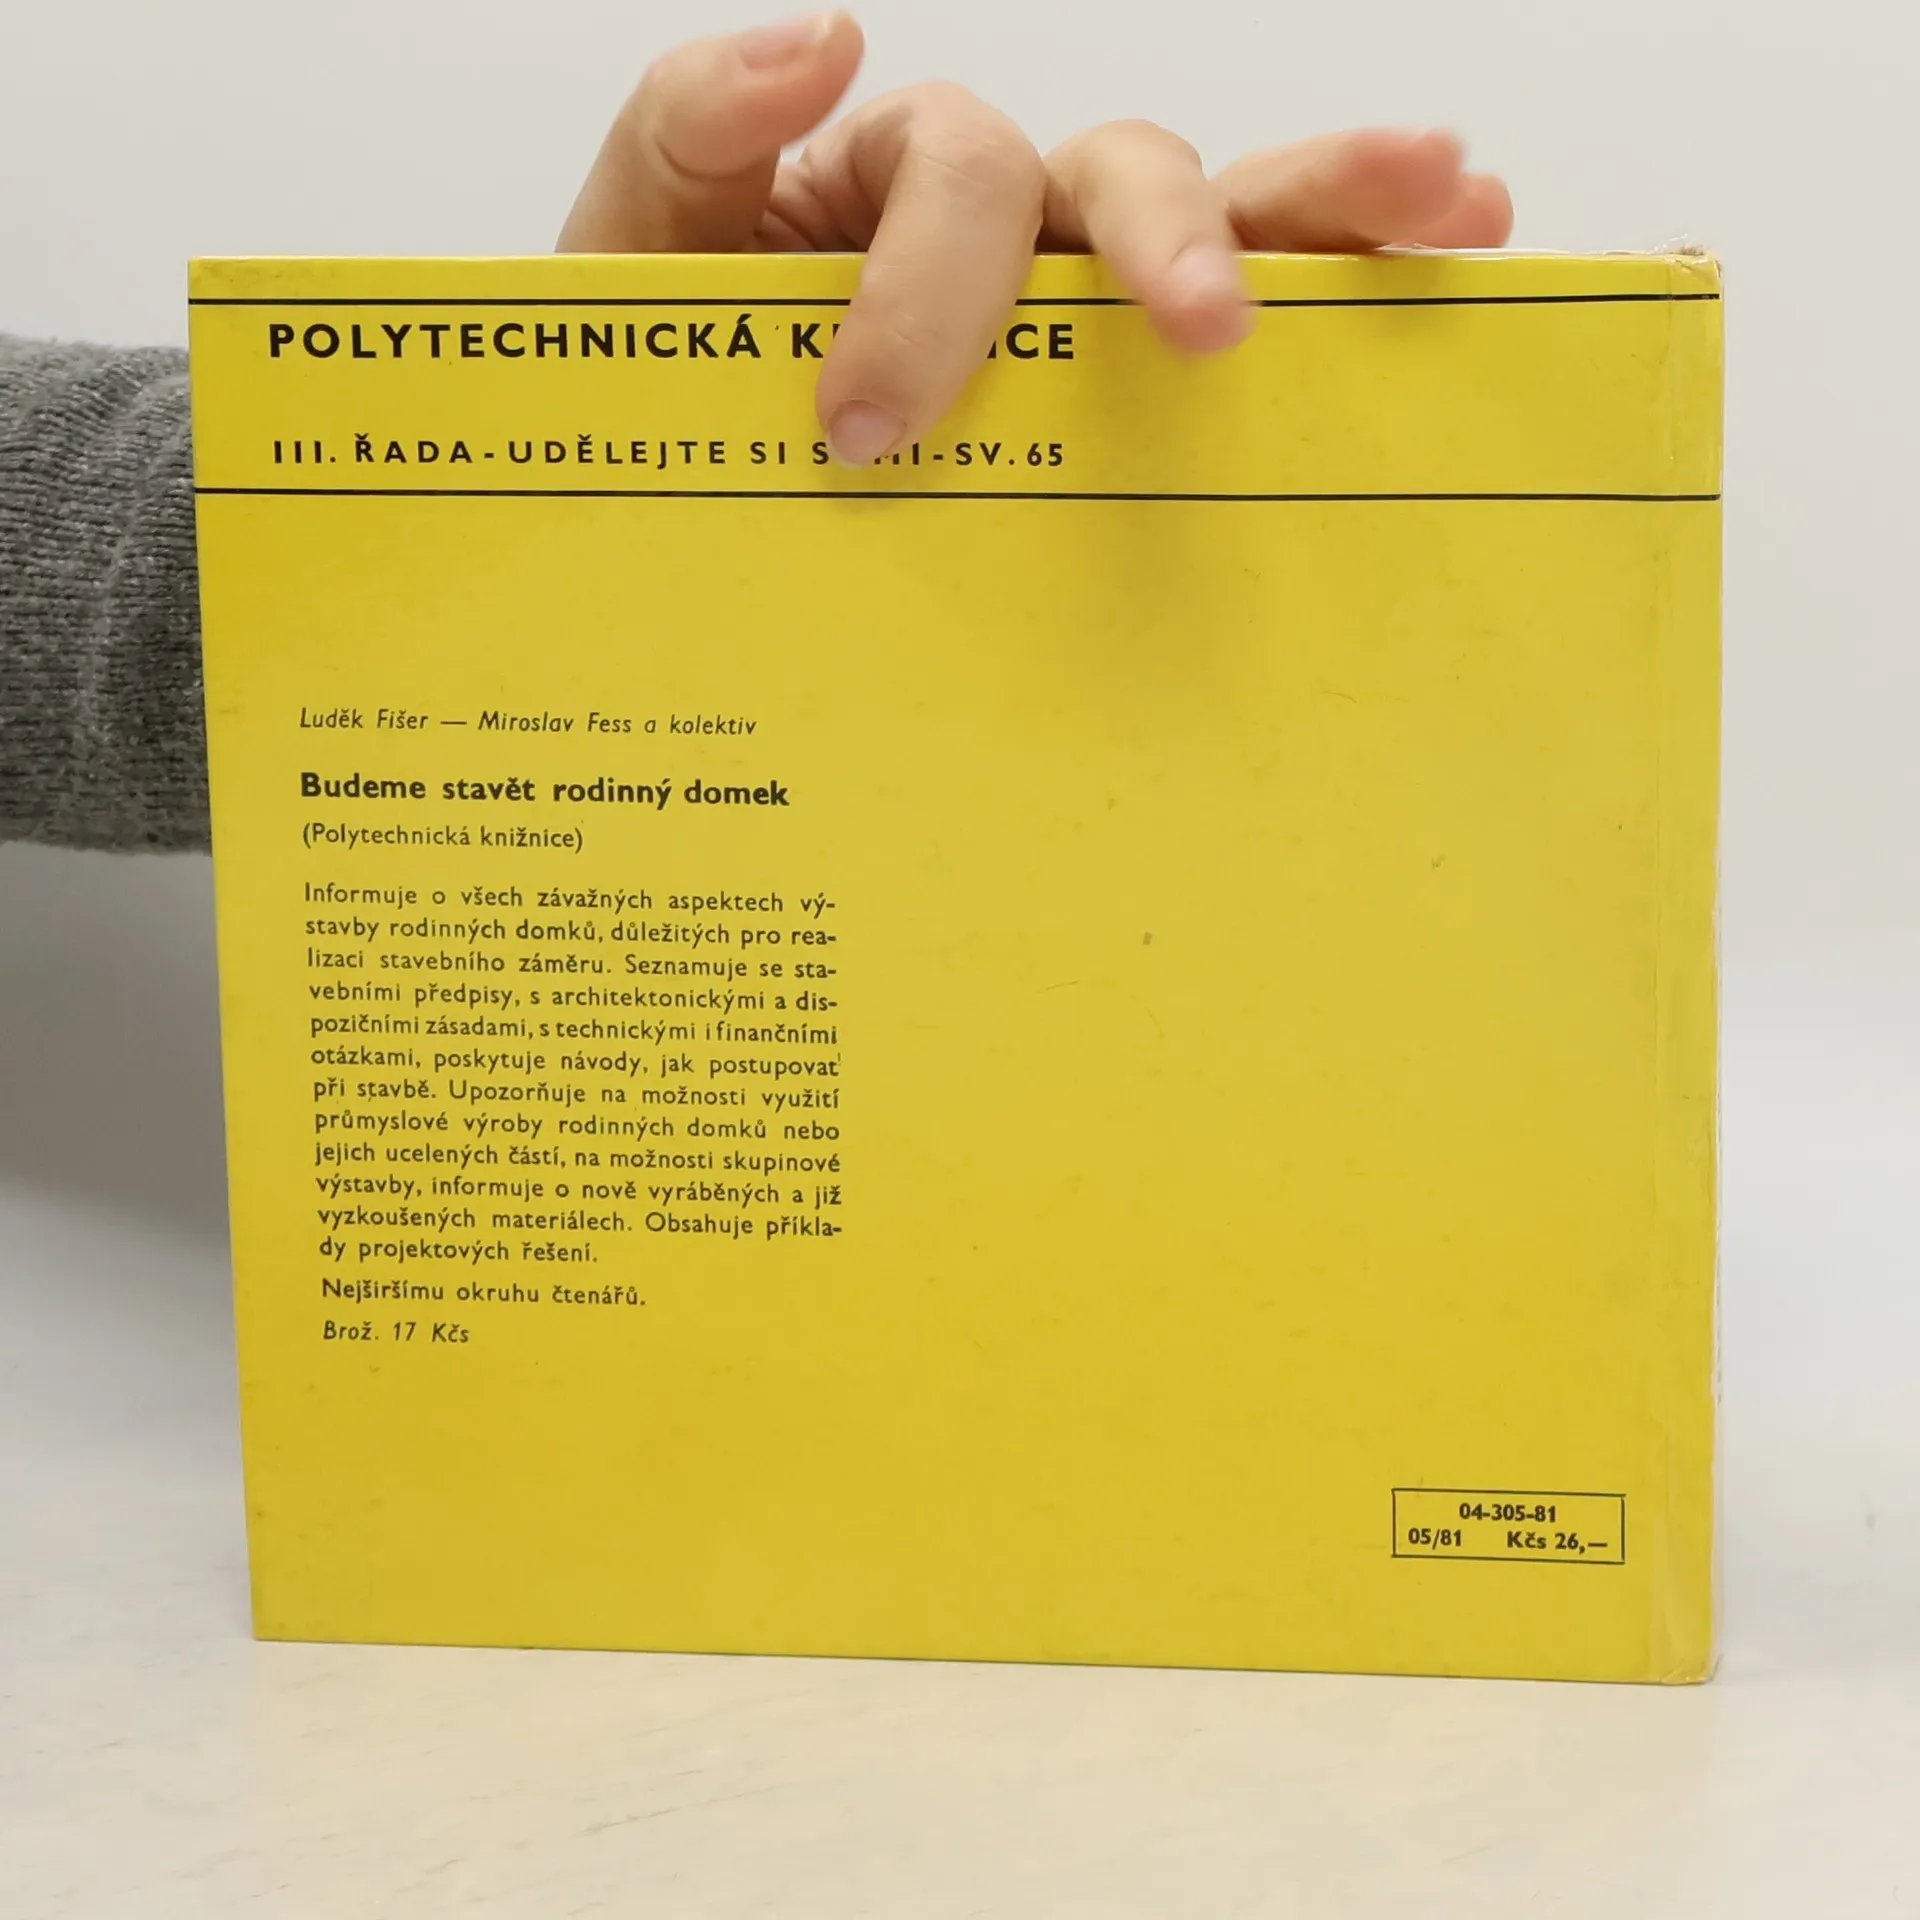 POLYTECHNICKÁ
III. ŘADA - UDĚLEJTE SI - SV. 65
Luděk Fišer — Miroslav Fess a kolektiv
Budeme stavět rodinný domek
(Polytechnická knižnice)
Informuje o všech závažných aspektech vý-
stavby rodinných domků, důležitých pro rea-
lizaci stavebního záměru. Seznamuje se sta-
vebními předpisy, s architektonickými a dis-
pozičními zásadami, s technickými i finančními
otázkami, poskytuje návody, jak postupovat
při stavbě. Upozorňuje na možnosti využití
průmyslové výroby rodinných domků nebo
jejich ucelených částí, na možnosti skupinové
výstavby, informuje o nově vyráběných a již
vyzkoušených materiálech. Obsahuje příkla-
dy projektových řešení.
Nejširšímu okruhu čtenářů.
Brož. 17 Kčs
04-305-81
05/81 Kčs 26,—